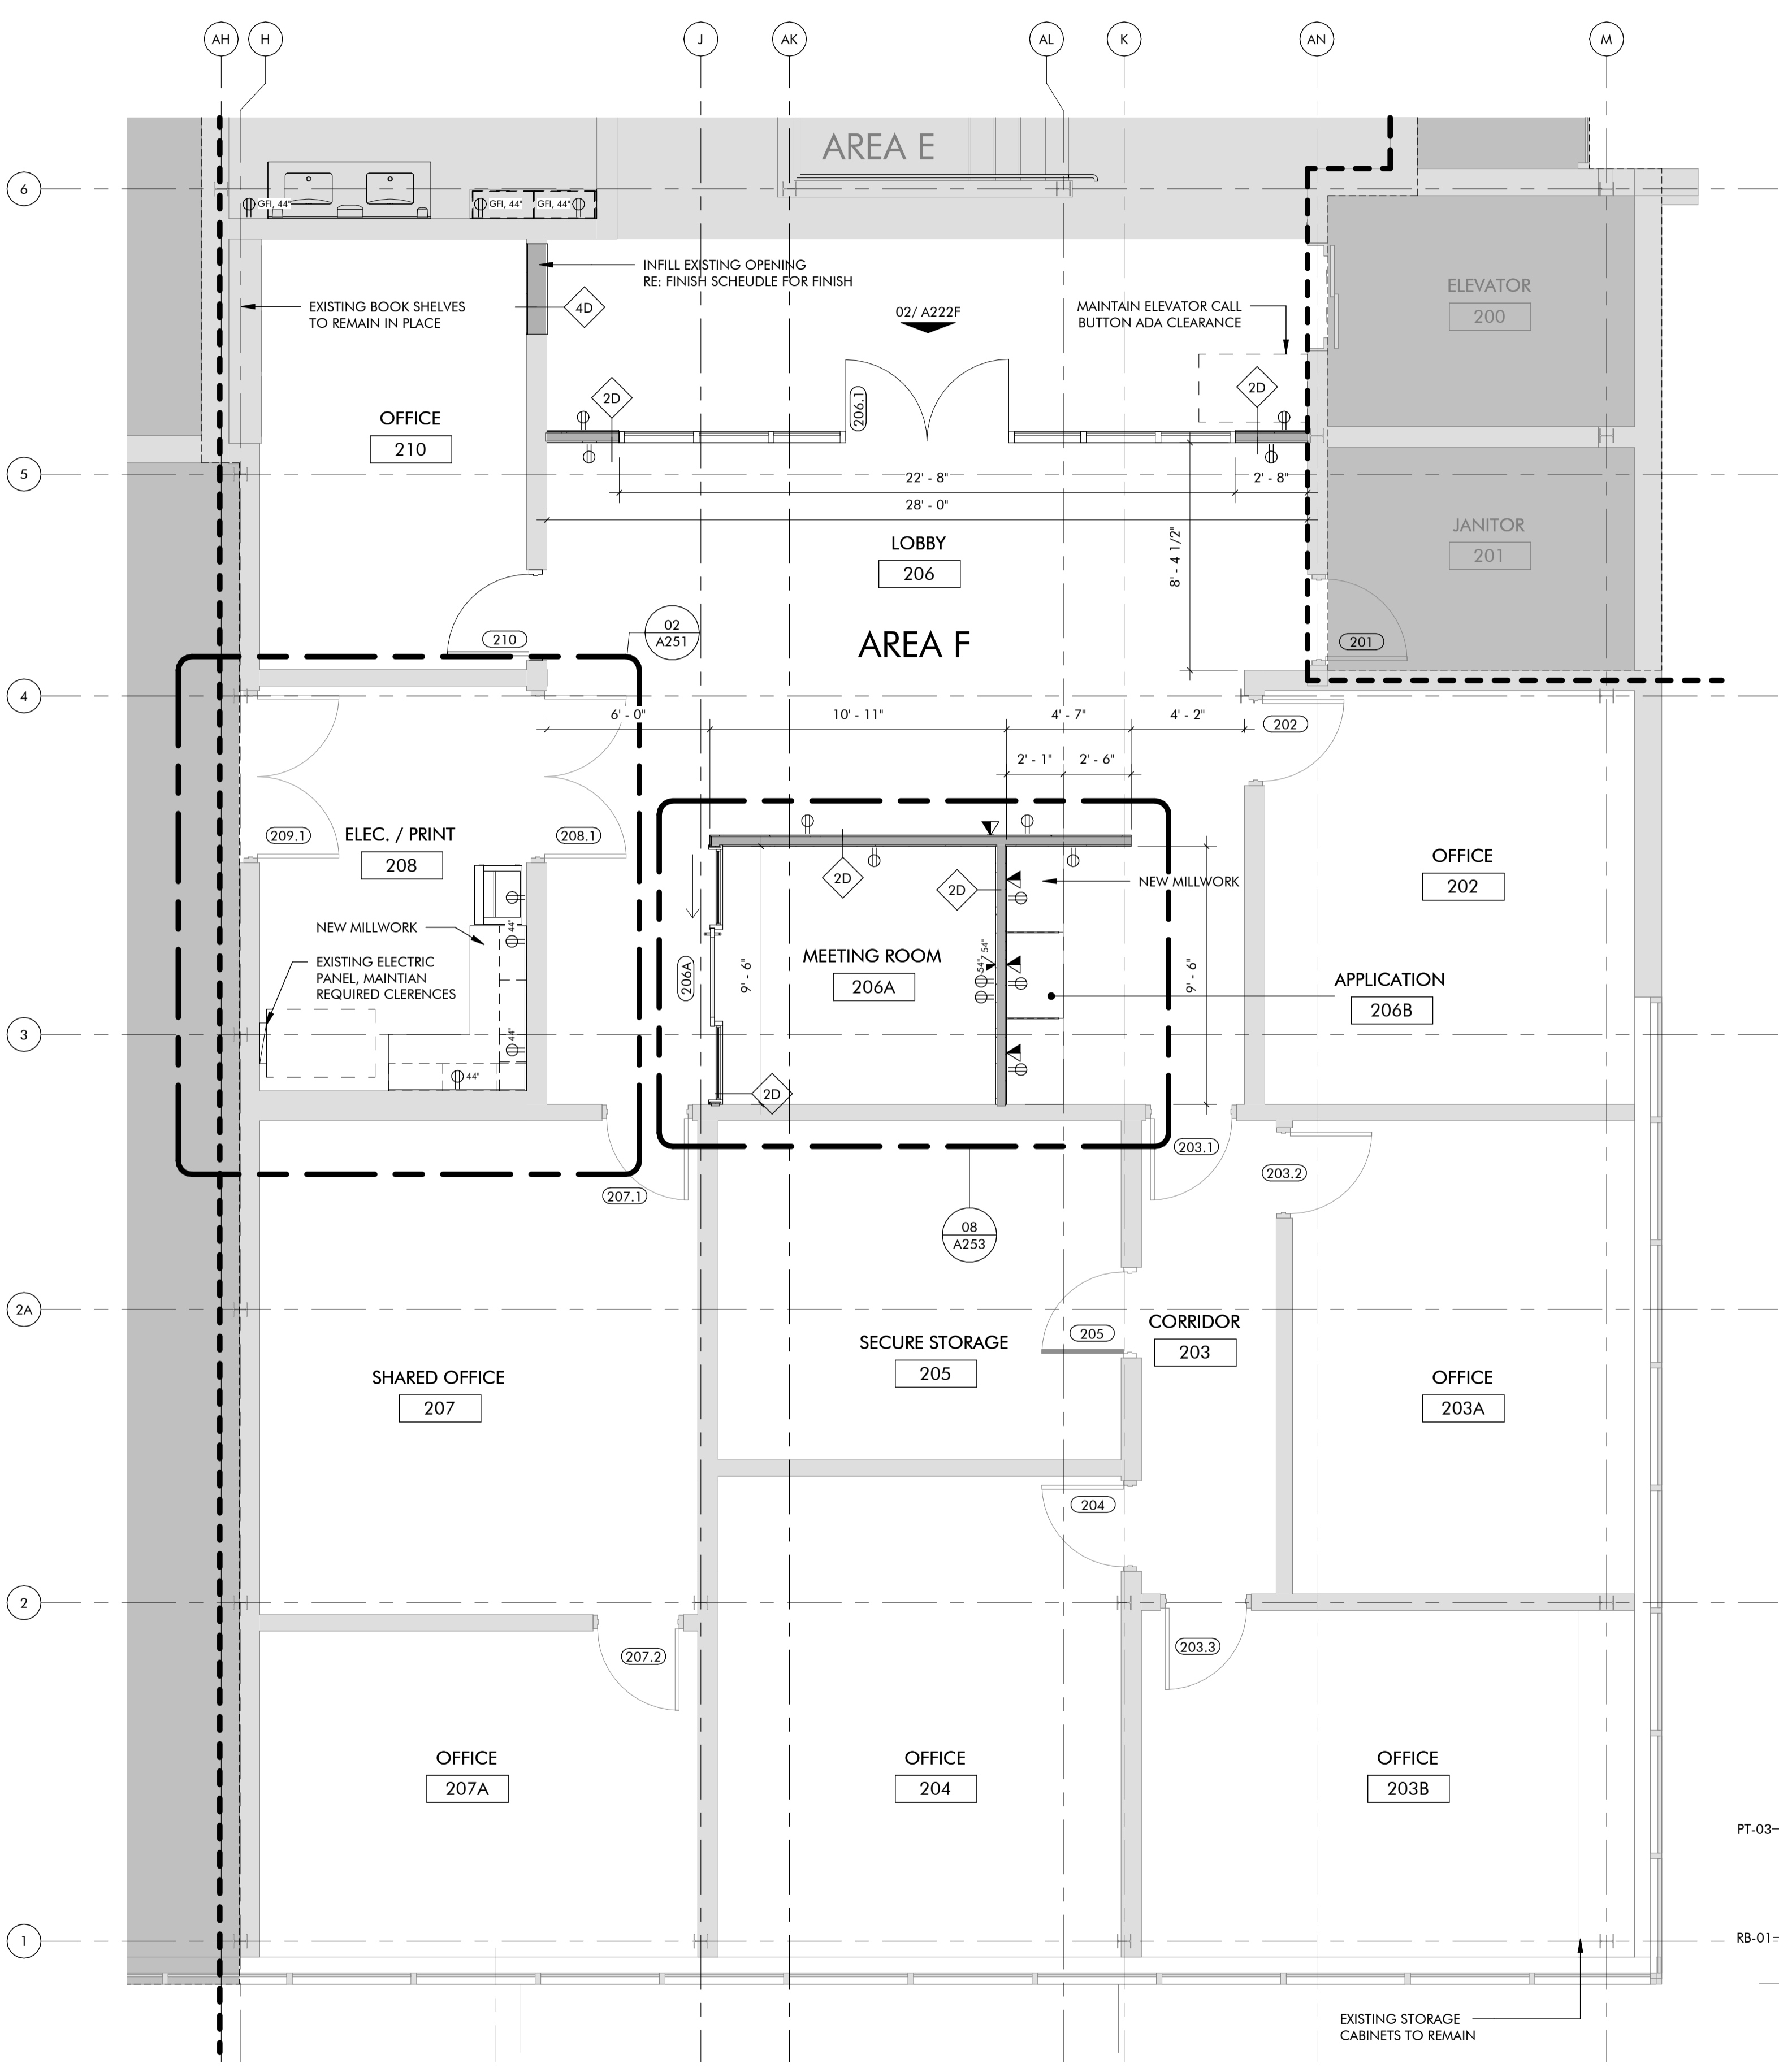 AH
H
J
AK
AL
K
AN
M
AREA E
6
GFI, 44"
GFI, 44"
GFI, 44"
INFILL EXISTING OPENING
RE: FINISH SCHEUDLE FOR FINISH
ELEVATOR
200
EXISTING BOOK SHELVES
TO REMAIN IN PLACE
4D
02/ A222F
MAINTAIN ELEVATOR CALL
BUTTON ADA CLEARANCE
2D
206.1
2D
OFFICE
210
5
22' - 8"
2' - 8"
28' - 0"
JANITOR
201
LOBBY
206
8' - 4 1/2"
AREA F
02
A251
210
201
4
6' - 0"
10' - 11"
4' - 7"
4' - 2"
202
2' - 1"
2' - 6"
209.1
ELEC. / PRINT
208
208.1
OFFICE
202
2D
2D
NEW MILLWORK
NEW MILLWORK
44"
EXISTING ELECTRIC
PANEL, MAINTIAN
REQUIRED CLERENCES
206A
9' - 6"
MEETING ROOM
206A
54"
54"
9' - 6"
APPLICATION
206B
3
44"
44"
2D
203.1
203.2
207.1
08
A253
2A
CORRIDOR
203
205
SECURE STORAGE
205
SHARED OFFICE
207
OFFICE
203A
204
2
203.3
207.2
OFFICE
207A
OFFICE
204
OFFICE
203B
PT-03
1
RB-01
EXISTING STORAGE
CABINETS TO REMAIN